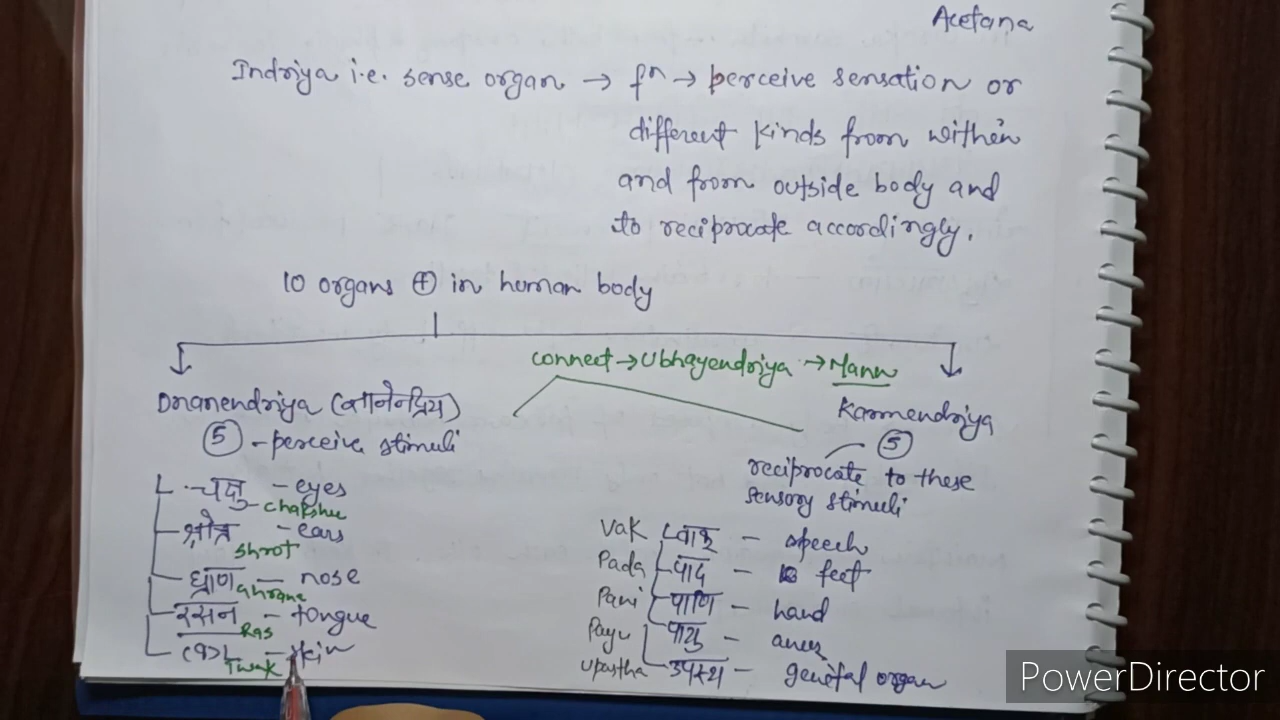 Acetana
Indriya i.e. sense organ → fⁿ → perceive sensation or
different kinds from within
and from outside body and
to reciprocate accordingly.
10 organs ⊕ in human body
connect → Ubhayendriya → Mann
Dnanendriya (ज्ञानेन्द्रिय)
⑤ - perceive stimuli
चक्षु - eyes
chakshu
श्रोत्र - ears
shrot
घ्राण - nose
Ghrana
रसन - tongue
Ras
त्वक् - skin
Twak
Karmendriya
⑤
reciprocate to these
sensory stimuli
Vak वाक् - speech
Pada पाद - feet
Pani पाणि - hand
Payu पायु - anus
Upastha उपस्थ - genital organ
PowerDirector